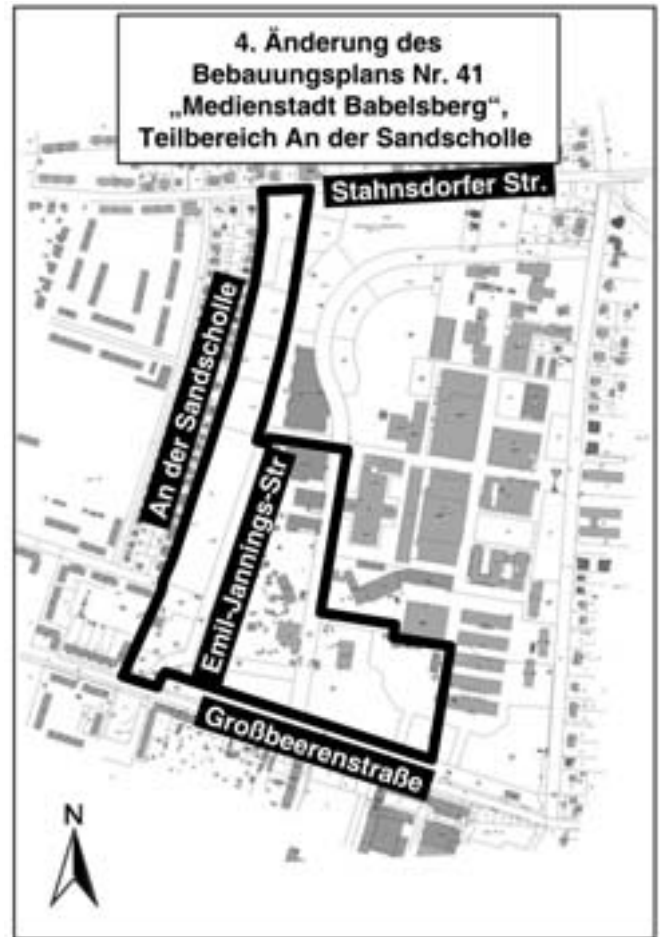 4. Änderung des
Bebauungsplans Nr. 41
„Medienstadt Babelsberg“,
Teilbereich An der Sandscholle
Stahnsdorfer Str.
An der Sandscholle
Emil-Jannings-Str
Großbeerenstraße
N